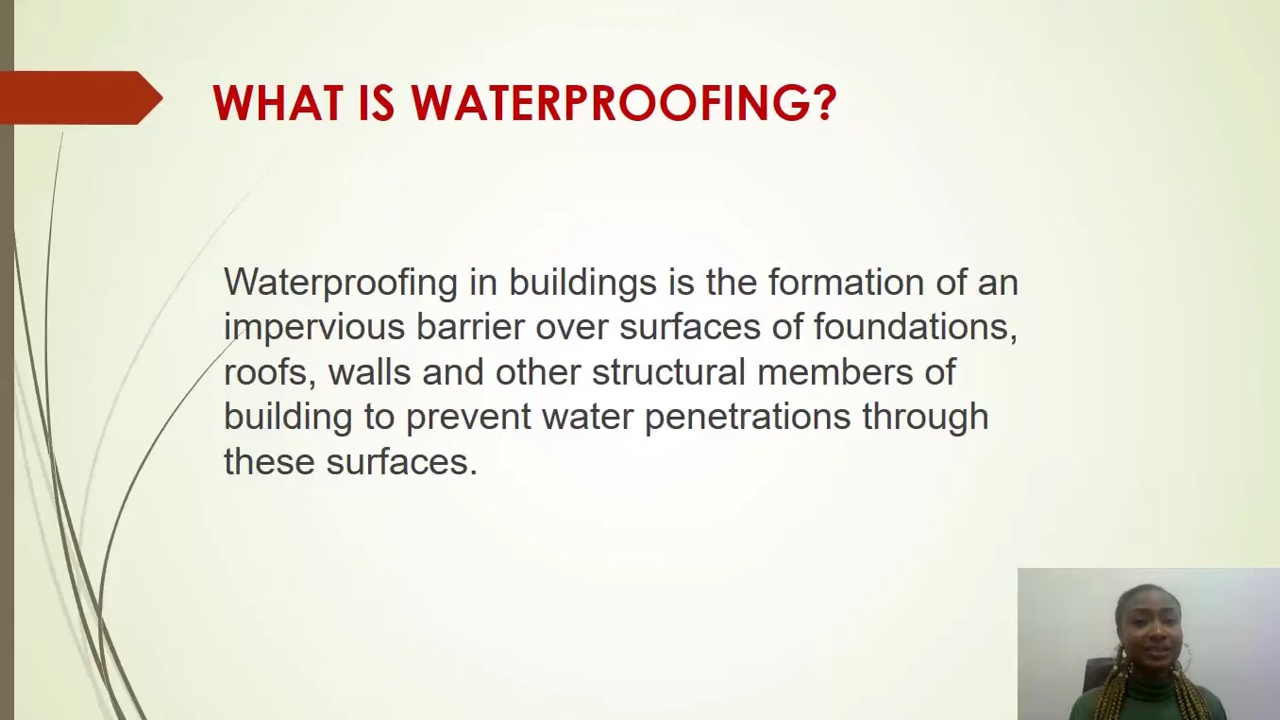 WHAT IS WATERPROOFING?
Waterproofing in buildings is the formation of an
impervious barrier over surfaces of foundations,
roofs, walls and other structural members of
building to prevent water penetrations through
these surfaces.